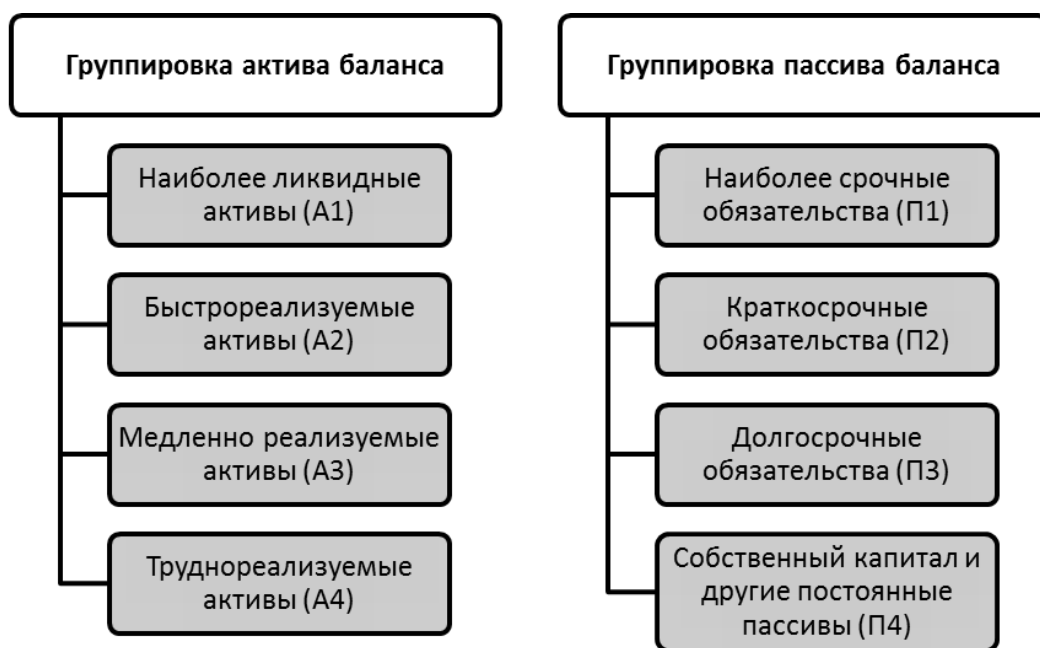 Группировка актива баланса
Наиболее ликвидные
активы (А1)
Быстрореализуемые
активы (А2)
Медленно реализуемые
активы (А3)
Труднореализуемые
активы (А4)
Группировка пассива баланса
Наиболее срочные
обязательства (П1)
Краткосрочные
обязательства (П2)
Долгосрочные
обязательства (П3)
Собственный капитал и
другие постоянные
пассивы (П4)